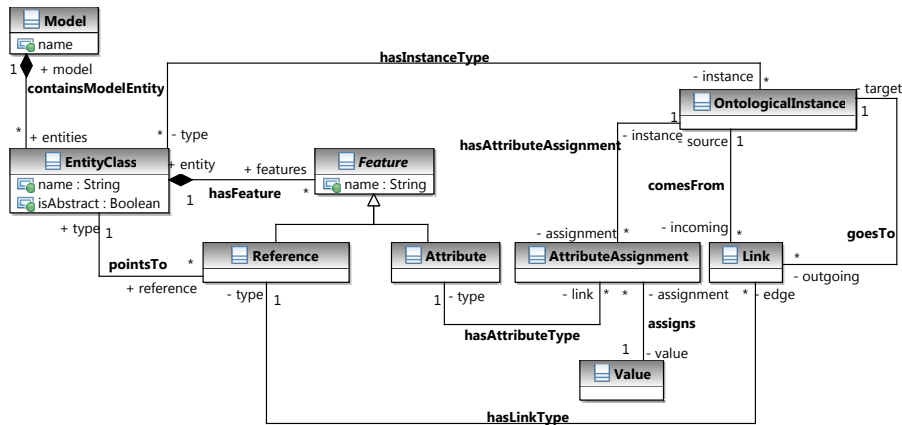 Model
name
1
+ model
containsModelEntity
*
+ entities
hasInstanceType
- instance
*
- target
OntologicalInstance
1
1
- instance
- source
1
hasAttributeAssignment
*
- type
EntityClass
name : String
isAbstract : Boolean
+ entity
1
hasFeature
+ features
*
Feature
name : String
comesFrom
+ type
1
pointsTo
*
+ reference
- assignment
*
- incoming
*
goesTo
Reference
Attribute
AttributeAssignment
Link
*
- outgoing
- type
1
1
- type
- link
*
*
- assignment
*
- edge
hasAttributeType
assigns
1
- value
Value
hasLinkType